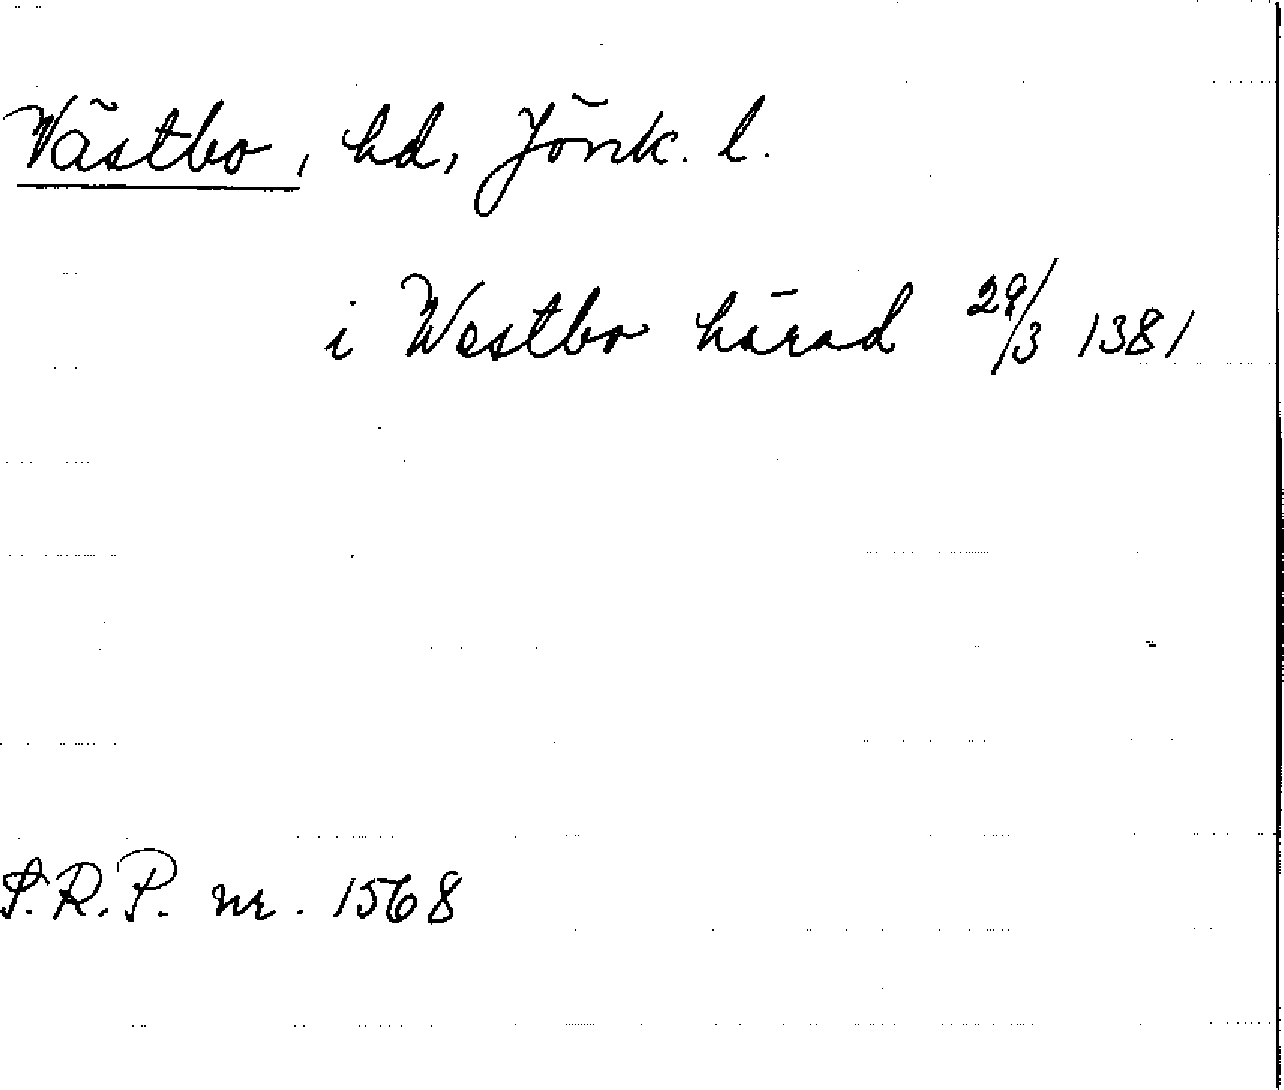 Västbo, hd, Jönk. l.
i Westbo härad 29/3 1381
S.R.P. nr. 1568